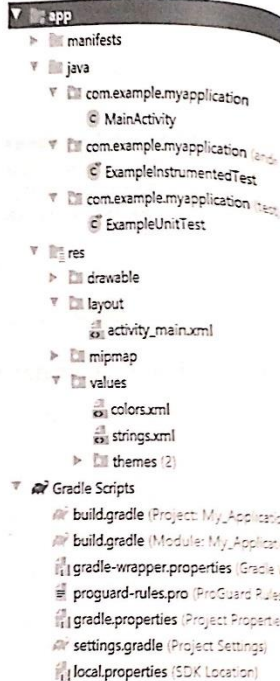 app
manifests
java
com.example.myapplication
MainActivity
com.example.myapplication
ExampleInstrumentedTest
com.example.myapplication (test
ExampleUnitTest
res
drawable
layout
activity_main.xml
mipmap
values
colors.xml
strings.xml
themes (2)
Gradle Scripts
build.gradle (Project: My_Applicatio
build.gradle (Module: My_Applicat
gradle-wrapper.properties (Gradle
proguard-rules.pro (ProGuard Rules
gradle.properties (Project Properties
settings.gradle (Project Settings)
local.properties (SDK Location)